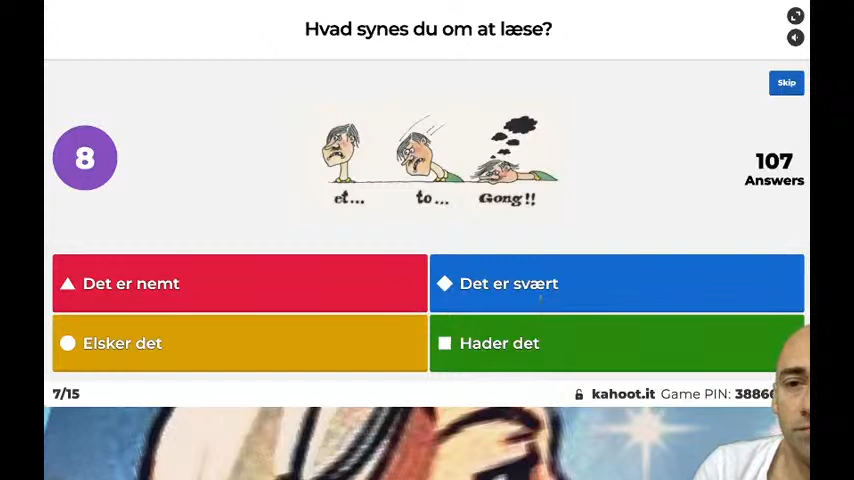 Hvad synes du om at læse?
Skip
8
107
Answers
et... to... Gong!!
Det er nemt
Det er svært
Elsker det
Hader det
7/15
kahoot.it Game PIN: 3886